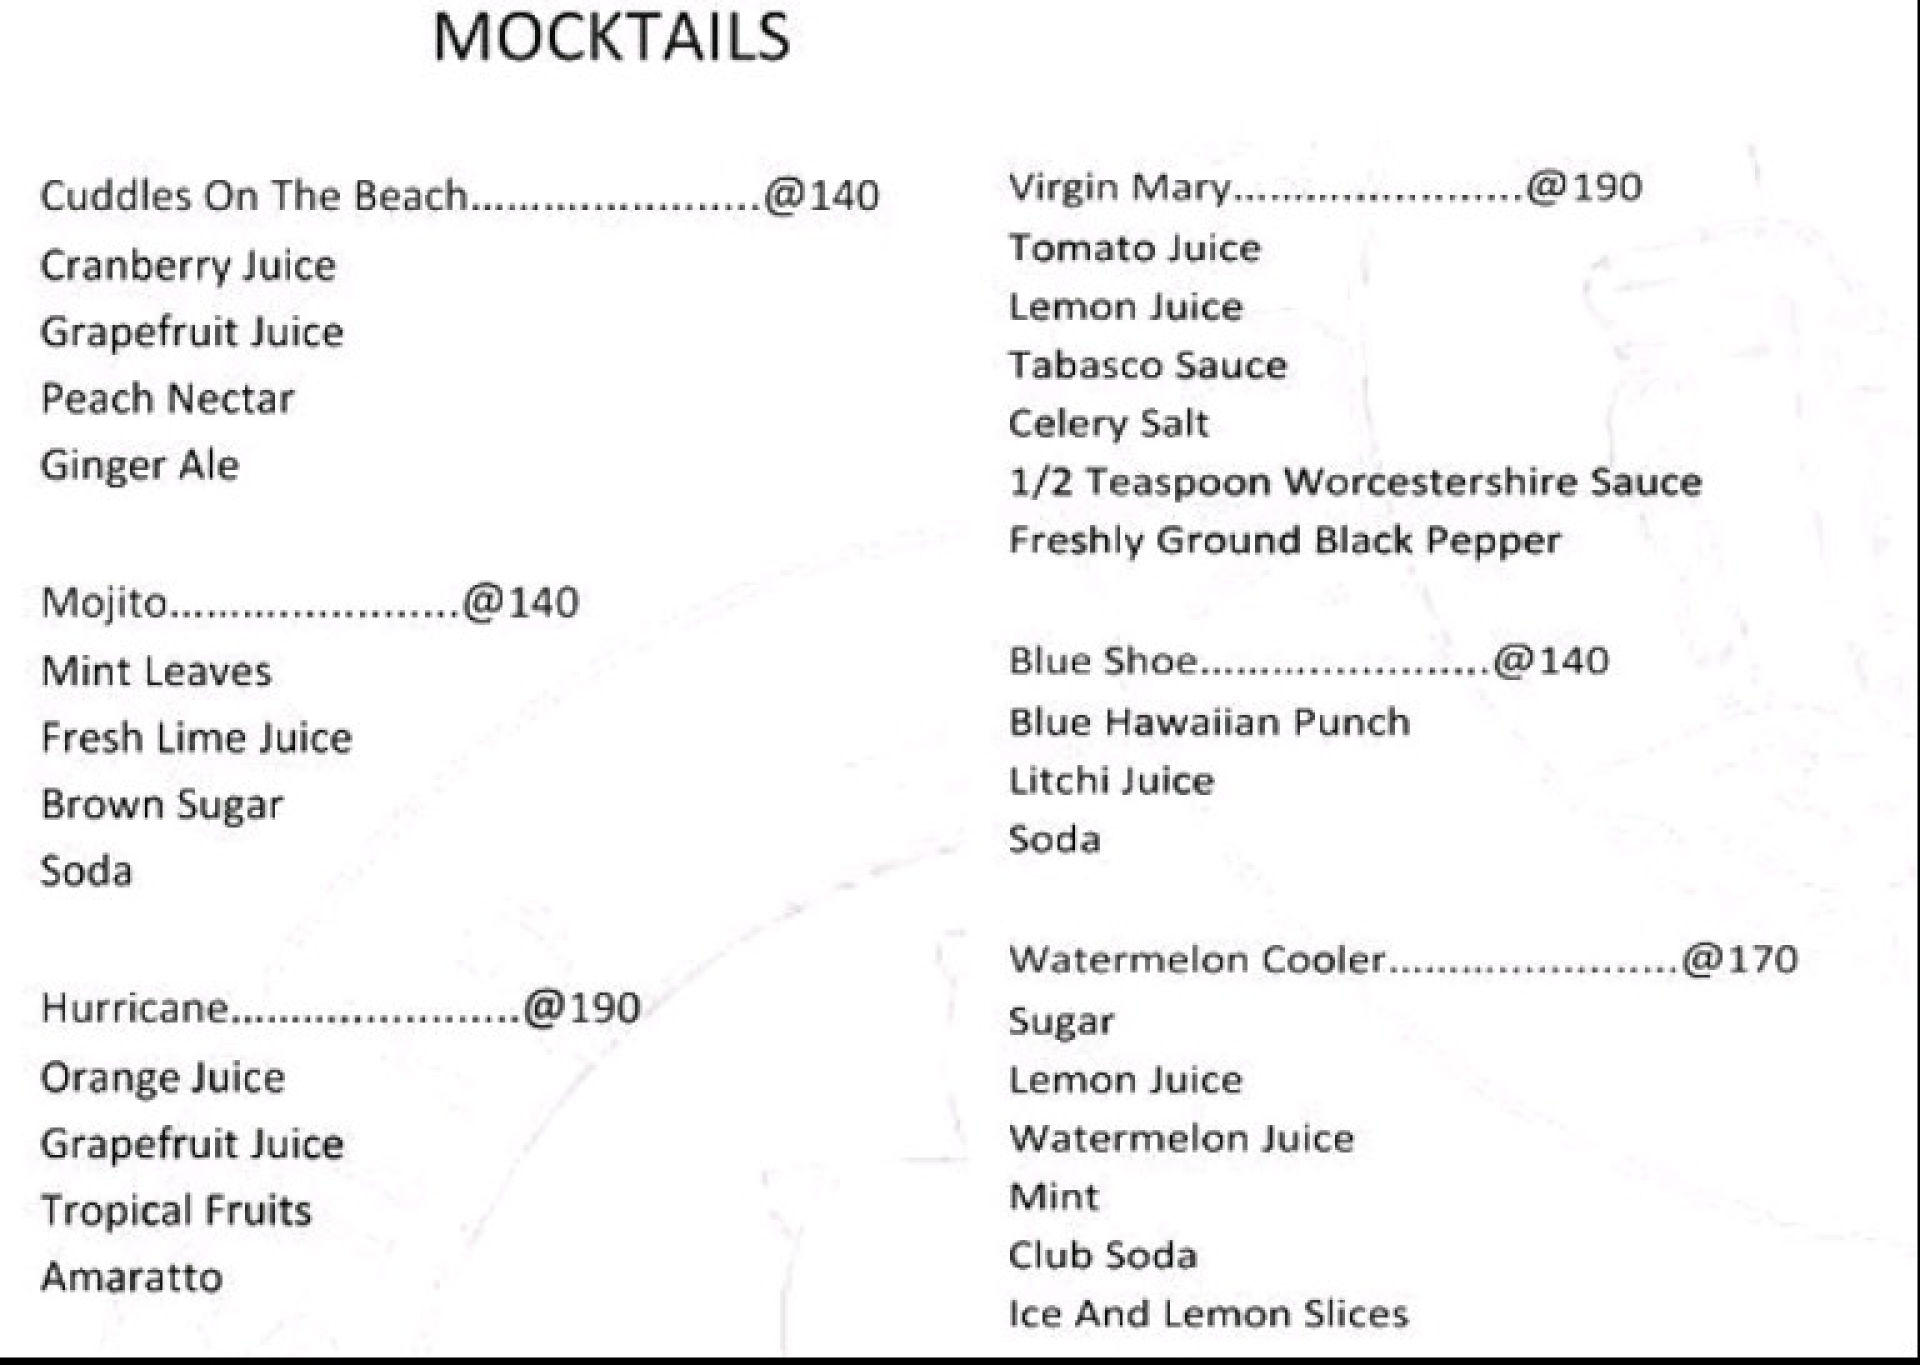 MOCKTAILS
Cuddles On The Beach........................@140
Cranberry Juice
Grapefruit Juice
Peach Nectar
Ginger Ale
Mojito........................@140
Mint Leaves
Fresh Lime Juice
Brown Sugar
Soda
Hurricane........................@190
Orange Juice
Grapefruit Juice
Tropical Fruits
Amaratto
Virgin Mary........................@190
Tomato Juice
Lemon Juice
Tabasco Sauce
Celery Salt
1/2 Teaspoon Worcestershire Sauce
Freshly Ground Black Pepper
Blue Shoe........................@140
Blue Hawaiian Punch
Litchi Juice
Soda
Watermelon Cooler........................@170
Sugar
Lemon Juice
Watermelon Juice
Mint
Club Soda
Ice And Lemon Slices